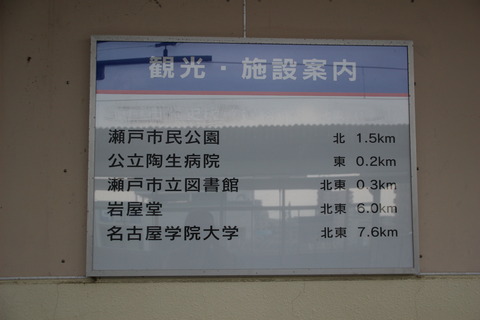 観光・施設案内
瀬戸市民公園 北 1.5km
公立陶生病院 東 0.2km
瀬戸市立図書館 北東 0.3km
岩屋堂 北東 6.0km
名古屋学院大学 北東 7.6km